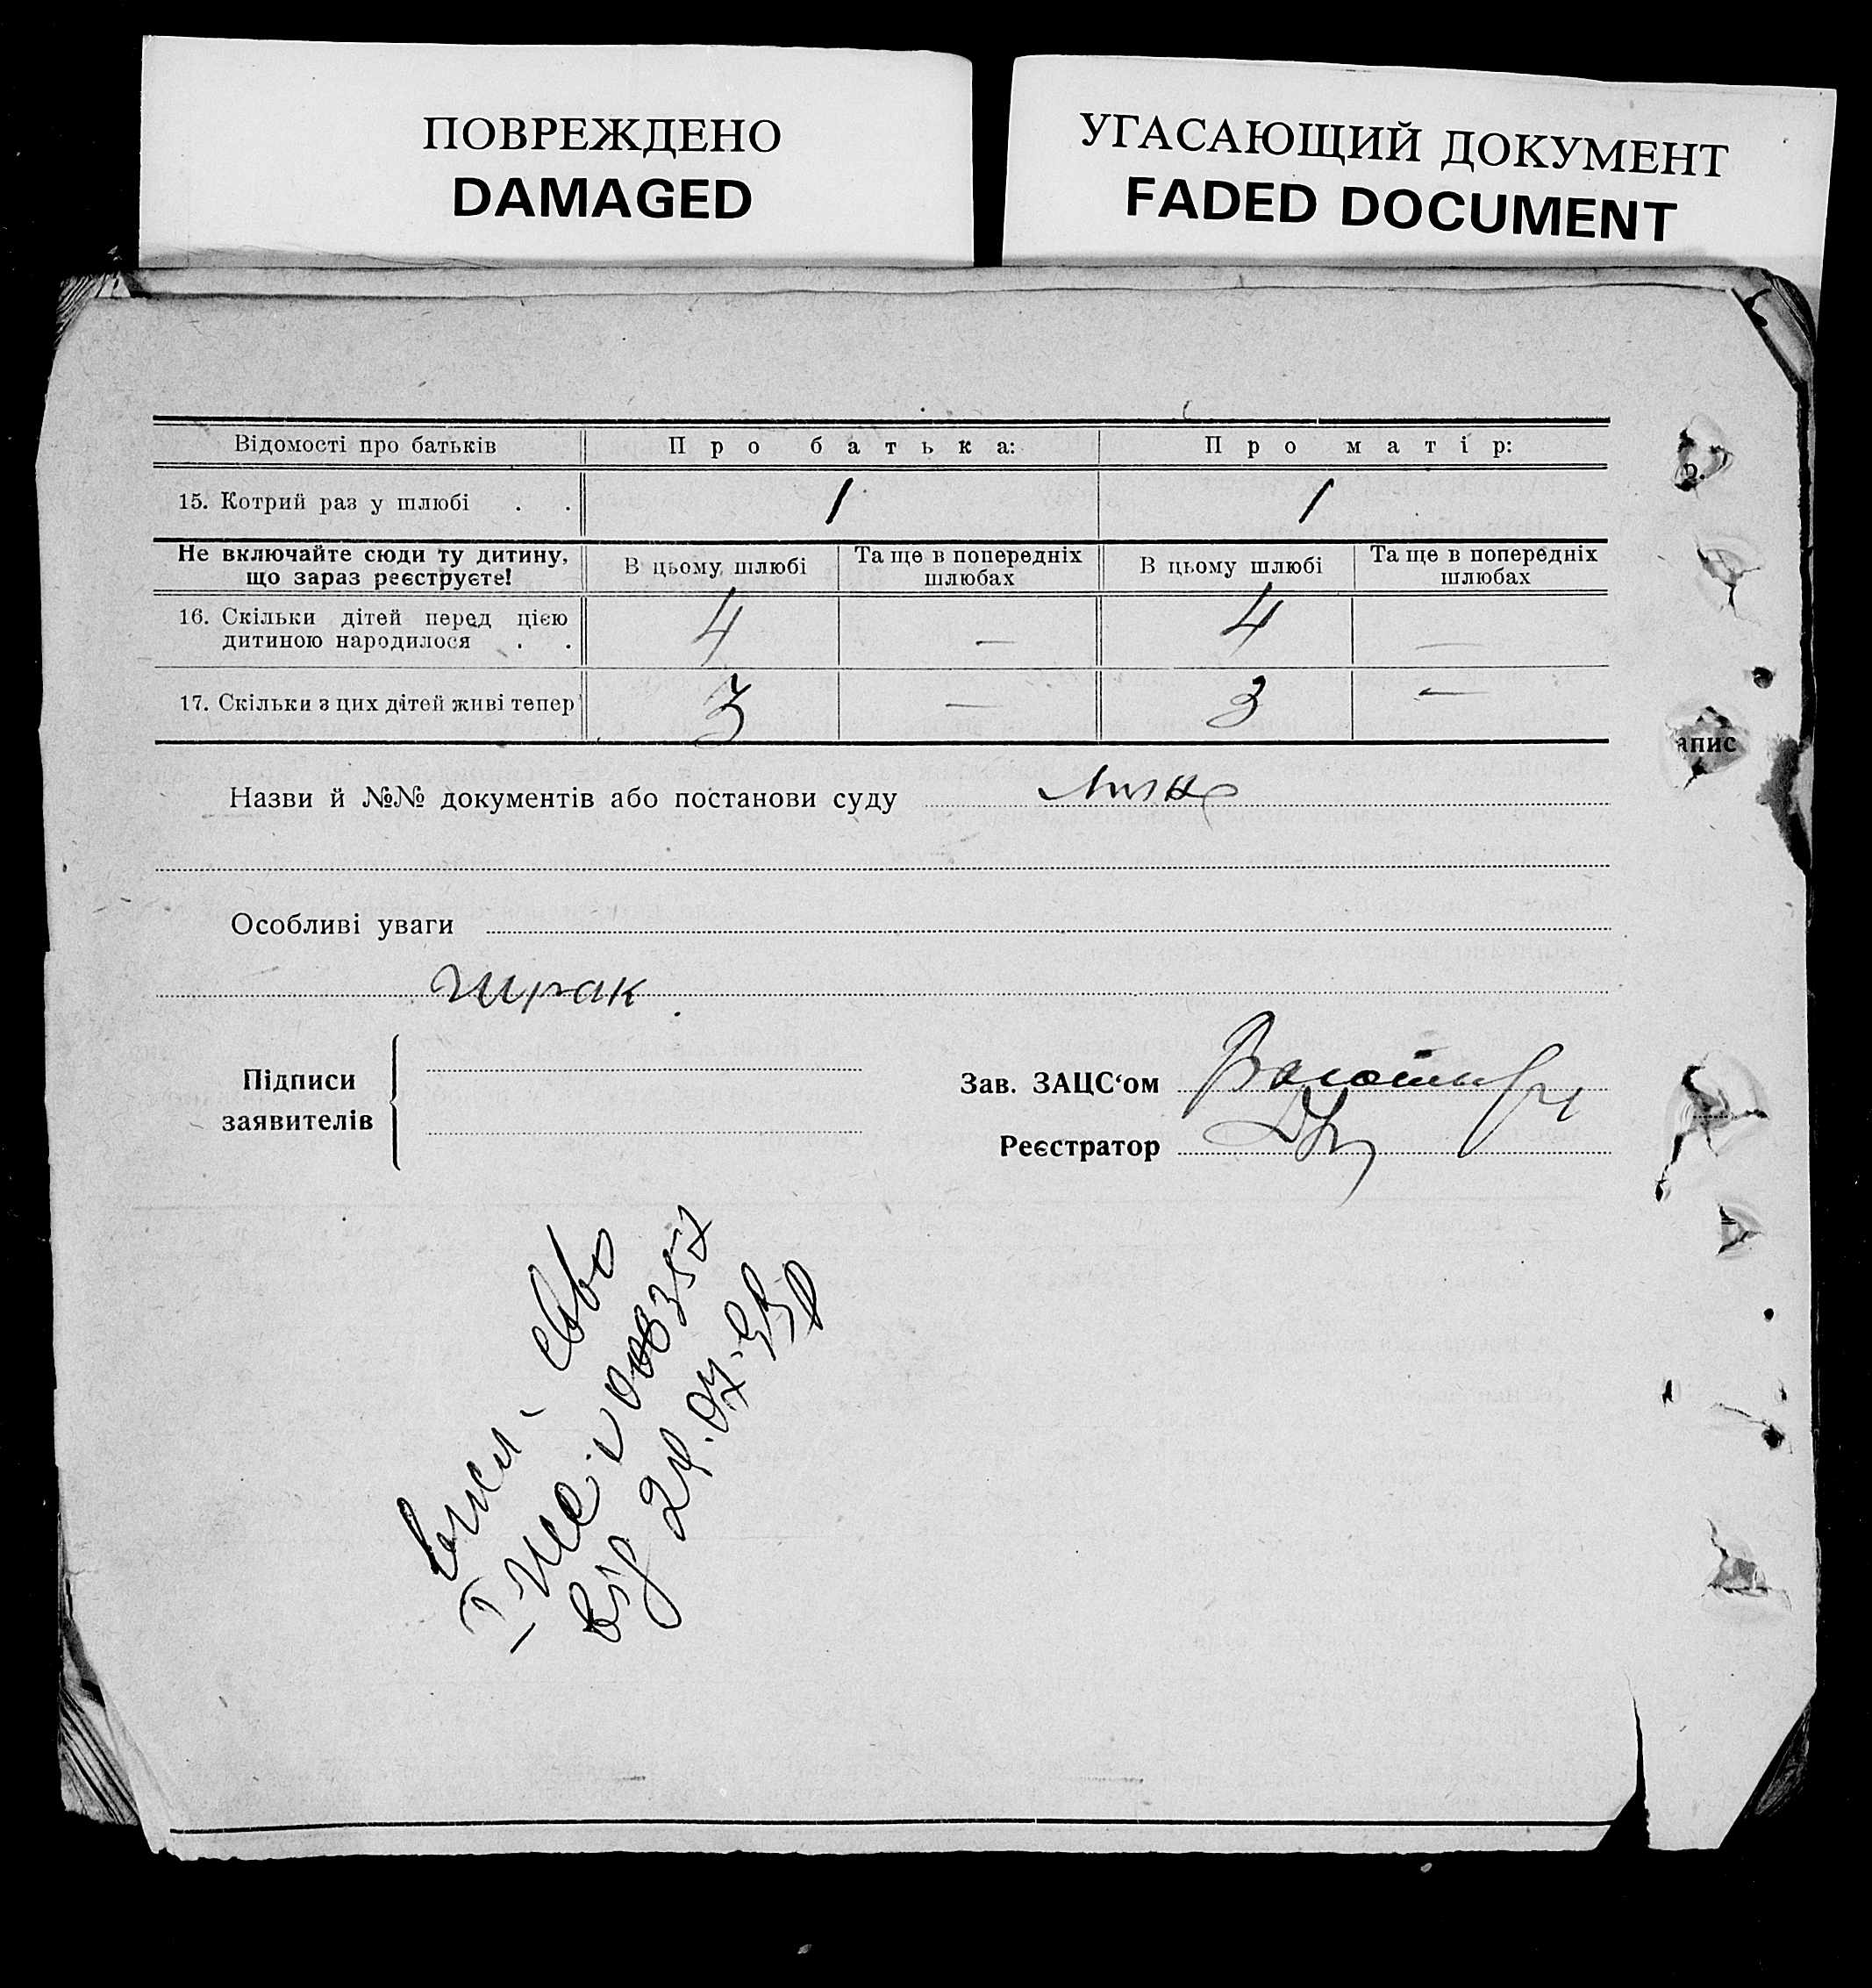 ПОВРЕЖДЕНО
DAMAGED
УГАСАЮЩИЙ ДОКУМЕНТ
FADED DOCUMENT
Відомості про батьків Про батька: Про матір:
15. Котрий раз у шлюбі . . 1 1
Не включайте сюди ту дитину, що зараз реєструєте! В цьому шлюбі Та ще в попередніх шлюбах В цьому шлюбі Та ще в попередніх шлюбах
16. Скільки дітей перед цією
дитиною народилося . . 4 — 4 —
17. Скільки з цих дітей живі тепер 3 — 3 —
апис
Назви й №№ документів або постанови суду
Особливі уваги
Підписи
заявителів
Зав. ЗАЦС‘ом
Реєстратор
від